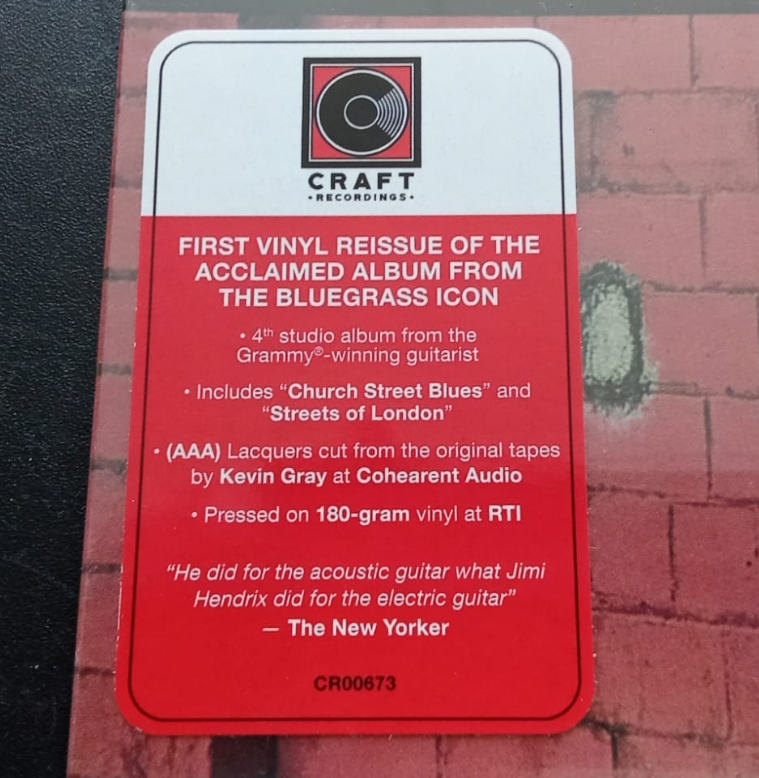 CRAFT
• RECORDINGS •
FIRST VINYL REISSUE OF THE
ACCLAIMED ALBUM FROM
THE BLUEGRASS ICON
• 4th studio album from the
Grammy®-winning guitarist
• Includes “Church Street Blues” and
“Streets of London”
• (AAA) Lacquers cut from the original tapes
by Kevin Gray at Cohearent Audio
• Pressed on 180-gram vinyl at RTI
“He did for the acoustic guitar what Jimi
Hendrix did for the electric guitar”
— The New Yorker
CR00673